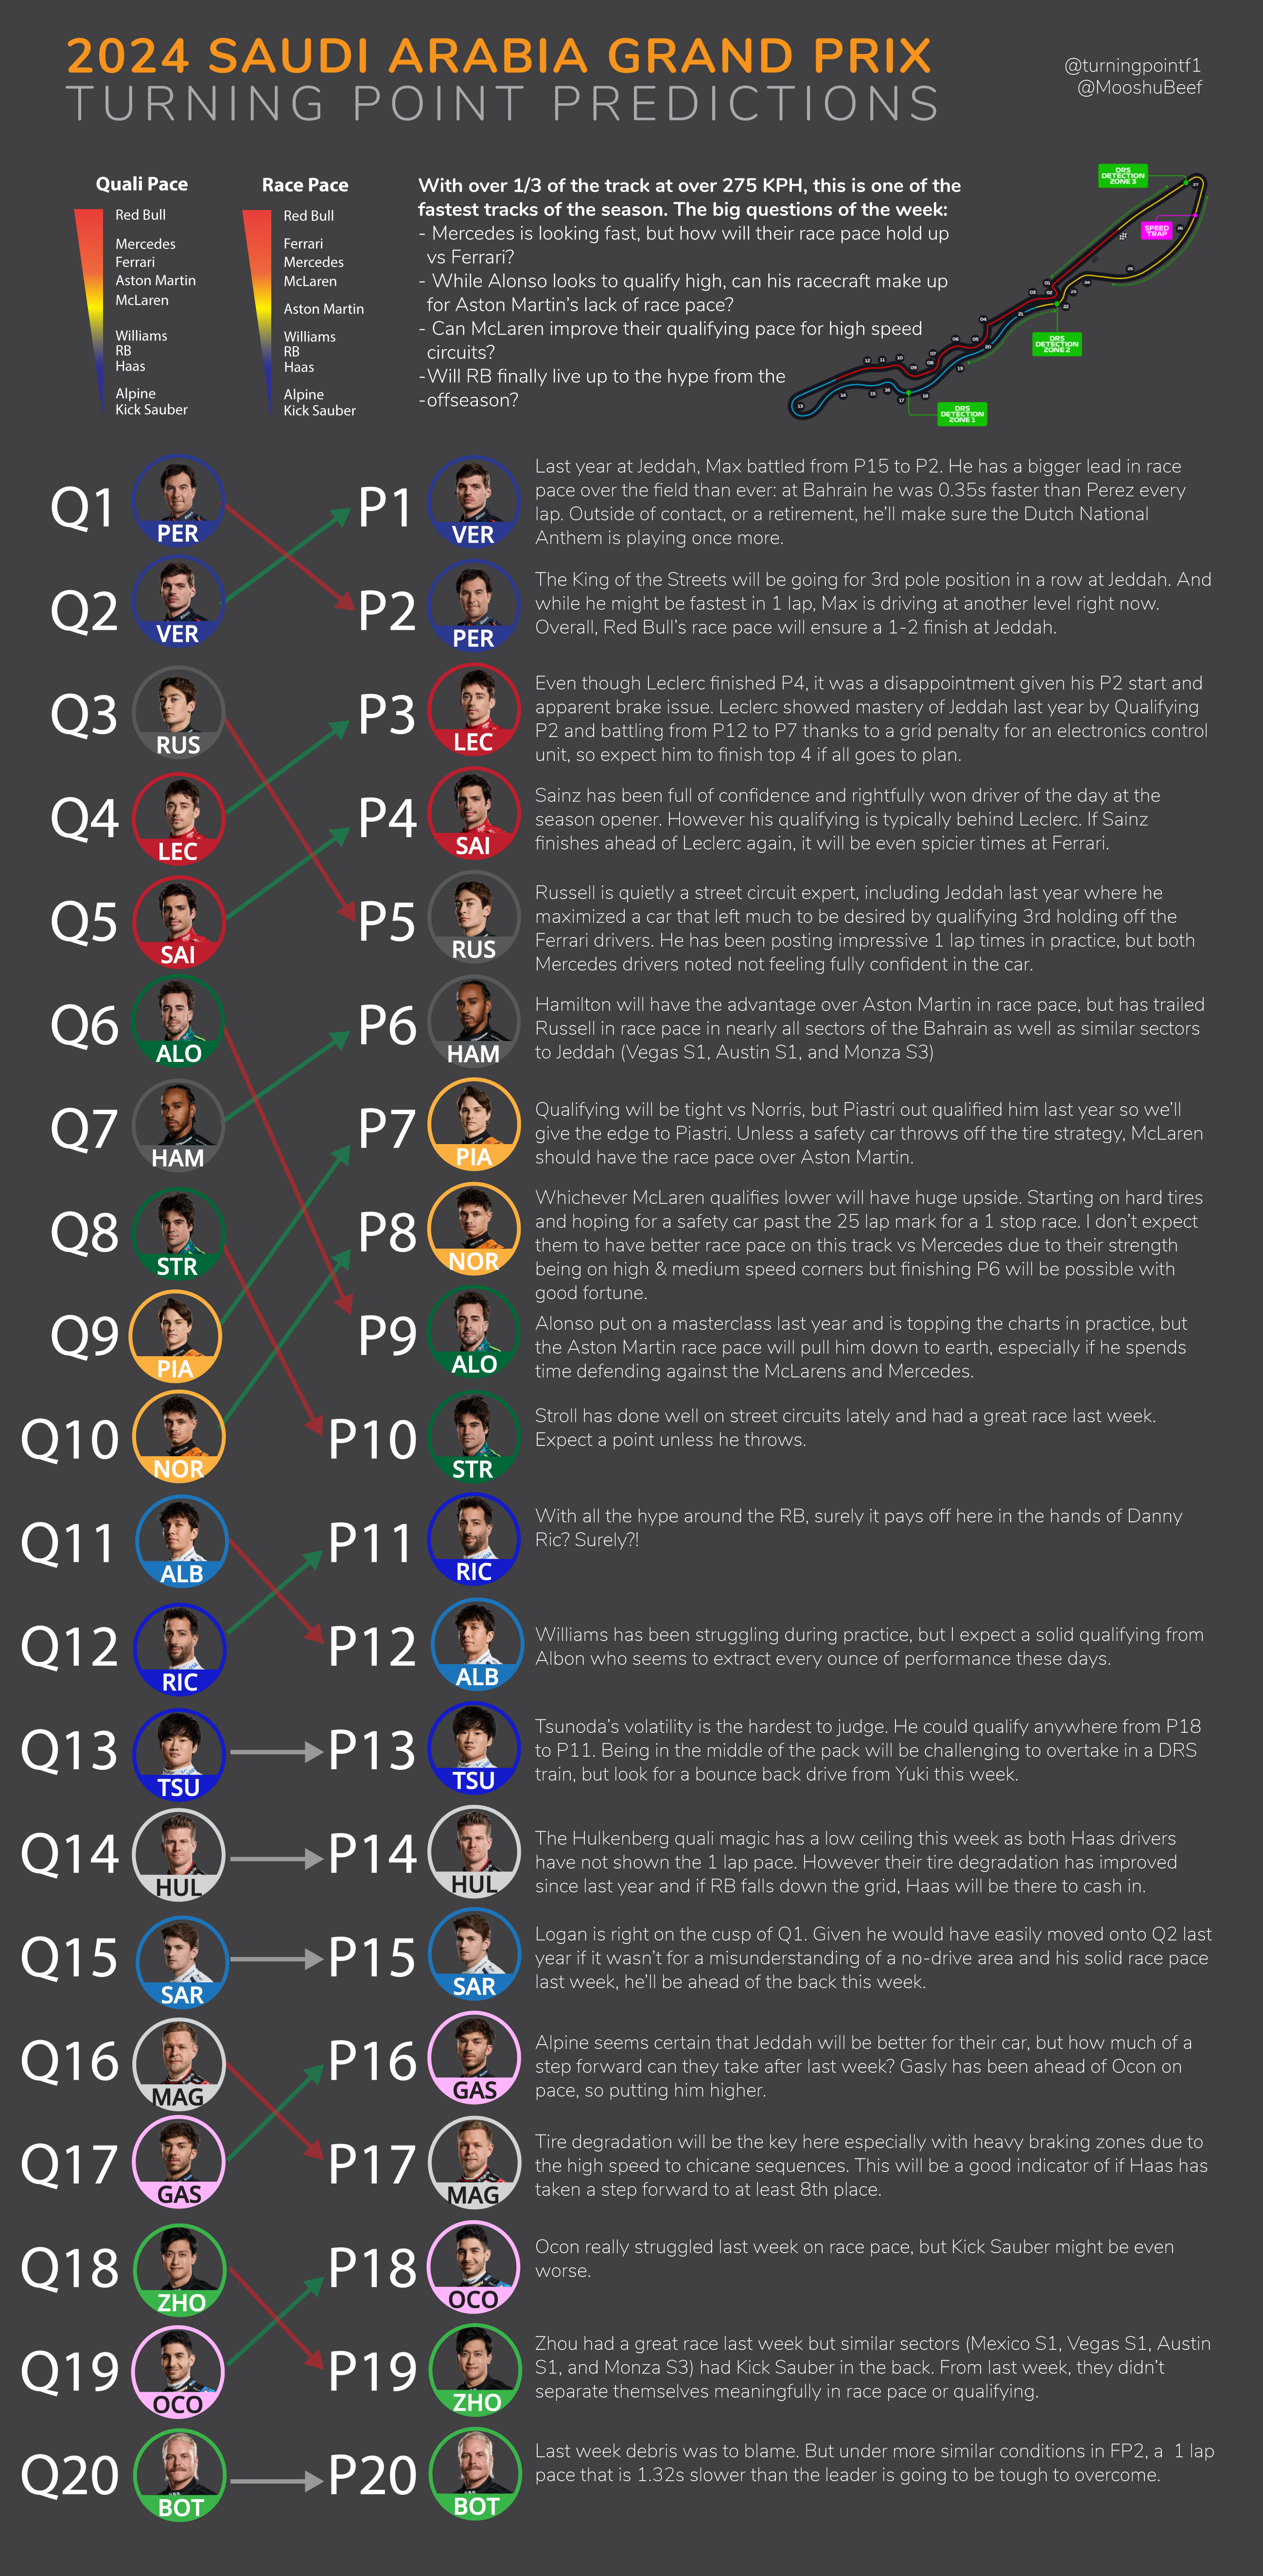 2024 SAUDI ARABIA GRAND PRIX
TURNING POINT PREDICTIONS
@turningpointf1
@MooshuBeef
Quali Pace
Red Bull
Mercedes
Ferrari
Aston Martin
McLaren
Williams
RB
Haas
Alpine
Kick Sauber
Race Pace
Red Bull
Ferrari
Mercedes
McLaren
Aston Martin
Williams
RB
Haas
Alpine
Kick Sauber
With over 1/3 of the track at over 275 KPH, this is one of the
fastest tracks of the season. The big questions of the week:
- Mercedes is looking fast, but how will their race pace hold up
vs Ferrari?
- While Alonso looks to qualify high, can his racecraft make up
for Aston Martin's lack of race pace?
- Can McLaren improve their qualifying pace for high speed
circuits?
-Will RB finally live up to the hype from the
-offseason?
DRS
DETECTION
ZONE 3
SPEED
TRAP
DRS
DETECTION
ZONE 2
DRS
DETECTION
ZONE 1
01
02
03
04
05
06
07
08
09
10
11
12
13
14
15
16
17
18
19
20
21
22
23
24
25
26
27
Q1
PER
P1
VER
Last year at Jeddah, Max battled from P15 to P2. He has a bigger lead in race
pace over the field than ever: at Bahrain he was 0.35s faster than Perez every
lap. Outside of contact, or a retirement, he'll make sure the Dutch National
Anthem is playing once more.
Q2
VER
P2
PER
The King of the Streets will be going for 3rd pole position in a row at Jeddah. And
while he might be fastest in 1 lap, Max is driving at another level right now.
Overall, Red Bull's race pace will ensure a 1-2 finish at Jeddah.
Q3
RUS
P3
LEC
Even though Leclerc finished P4, it was a disappointment given his P2 start and
apparent brake issue. Leclerc showed mastery of Jeddah last year by Qualifying
P2 and battling from P12 to P7 thanks to a grid penalty for an electronics control
unit, so expect him to finish top 4 if all goes to plan.
Q4
LEC
P4
SAI
Sainz has been full of confidence and rightfully won driver of the day at the
season opener. However his qualifying is typically behind Leclerc. If Sainz
finishes ahead of Leclerc again, it will be even spicier times at Ferrari.
Q5
SAI
P5
RUS
Russell is quietly a street circuit expert, including Jeddah last year where he
maximized a car that left much to be desired by qualifying 3rd holding off the
Ferrari drivers. He has been posting impressive 1 lap times in practice, but both
Mercedes drivers noted not feeling fully confident in the car.
Q6
ALO
P6
HAM
Hamilton will have the advantage over Aston Martin in race pace, but has trailed
Russell in race pace in nearly all sectors of the Bahrain as well as similar sectors
to Jeddah (Vegas S1, Austin S1, and Monza S3)
Q7
HAM
P7
PIA
Qualifying will be tight vs Norris, but Piastri out qualified him last year so we'll
give the edge to Piastri. Unless a safety car throws off the tire strategy, McLaren
should have the race pace over Aston Martin.
Q8
STR
P8
NOR
Whichever McLaren qualifies lower will have huge upside. Starting on hard tires
and hoping for a safety car past the 25 lap mark for a 1 stop race. I don't expect
them to have better race pace on this track vs Mercedes due to their strength
being on high & medium speed corners but finishing P6 will be possible with
good fortune.
Q9
PIA
P9
ALO
Alonso put on a masterclass last year and is topping the charts in practice, but
the Aston Martin race pace will pull him down to earth, especially if he spends
time defending against the McLarens and Mercedes.
Q10
NOR
P10
STR
Stroll has done well on street circuits lately and had a great race last week.
Expect a point unless he throws.
Q11
ALB
P11
RIC
With all the hype around the RB, surely it pays off here in the hands of Danny
Ric? Surely?!
Q12
RIC
P12
ALB
Williams has been struggling during practice, but I expect a solid qualifying from
Albon who seems to extract every ounce of performance these days.
Q13
TSU
P13
TSU
Tsunoda's volatility is the hardest to judge. He could qualify anywhere from P18
to P11. Being in the middle of the pack will be challenging to overtake in a DRS
train, but look for a bounce back drive from Yuki this week.
Q14
HUL
P14
HUL
The Hulkenberg quali magic has a low ceiling this week as both Haas drivers
have not shown the 1 lap pace. However their tire degradation has improved
since last year and if RB falls down the grid, Haas will be there to cash in.
Q15
SAR
P15
SAR
Logan is right on the cusp of Q1. Given he would have easily moved onto Q2 last
year if it wasn't for a misunderstanding of a no-drive area and his solid race pace
last week, he'll be ahead of the back this week.
Q16
MAG
P16
GAS
Alpine seems certain that Jeddah will be better for their car, but how much of a
step forward can they take after last week? Gasly has been ahead of Ocon on
pace, so putting him higher.
Q17
GAS
P17
MAG
Tire degradation will be the key here especially with heavy braking zones due to
the high speed to chicane sequences. This will be a good indicator of if Haas has
taken a step forward to at least 8th place.
Q18
ZHO
P18
OCO
Ocon really struggled last week on race pace, but Kick Sauber might be even
worse.
Q19
OCO
P19
ZHO
Zhou had a great race last week but similar sectors (Mexico S1, Vegas S1, Austin
S1, and Monza S3) had Kick Sauber in the back. From last week, they didn't
separate themselves meaningfully in race pace or qualifying.
Q20
BOT
P20
BOT
Last week debris was to blame. But under more similar conditions in FP2, a 1 lap
pace that is 1.32s slower than the leader is going to be tough to overcome.